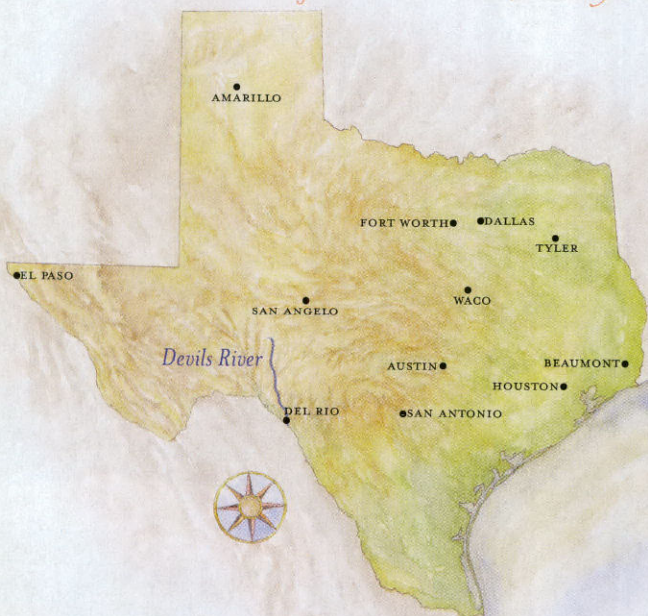 AMARILLO
FORT WORTH
DALLAS
TYLER
EL PASO
WACO
SAN ANGELO
Devils River
AUSTIN
BEAUMONT
HOUSTON
DEL RIO
SAN ANTONIO